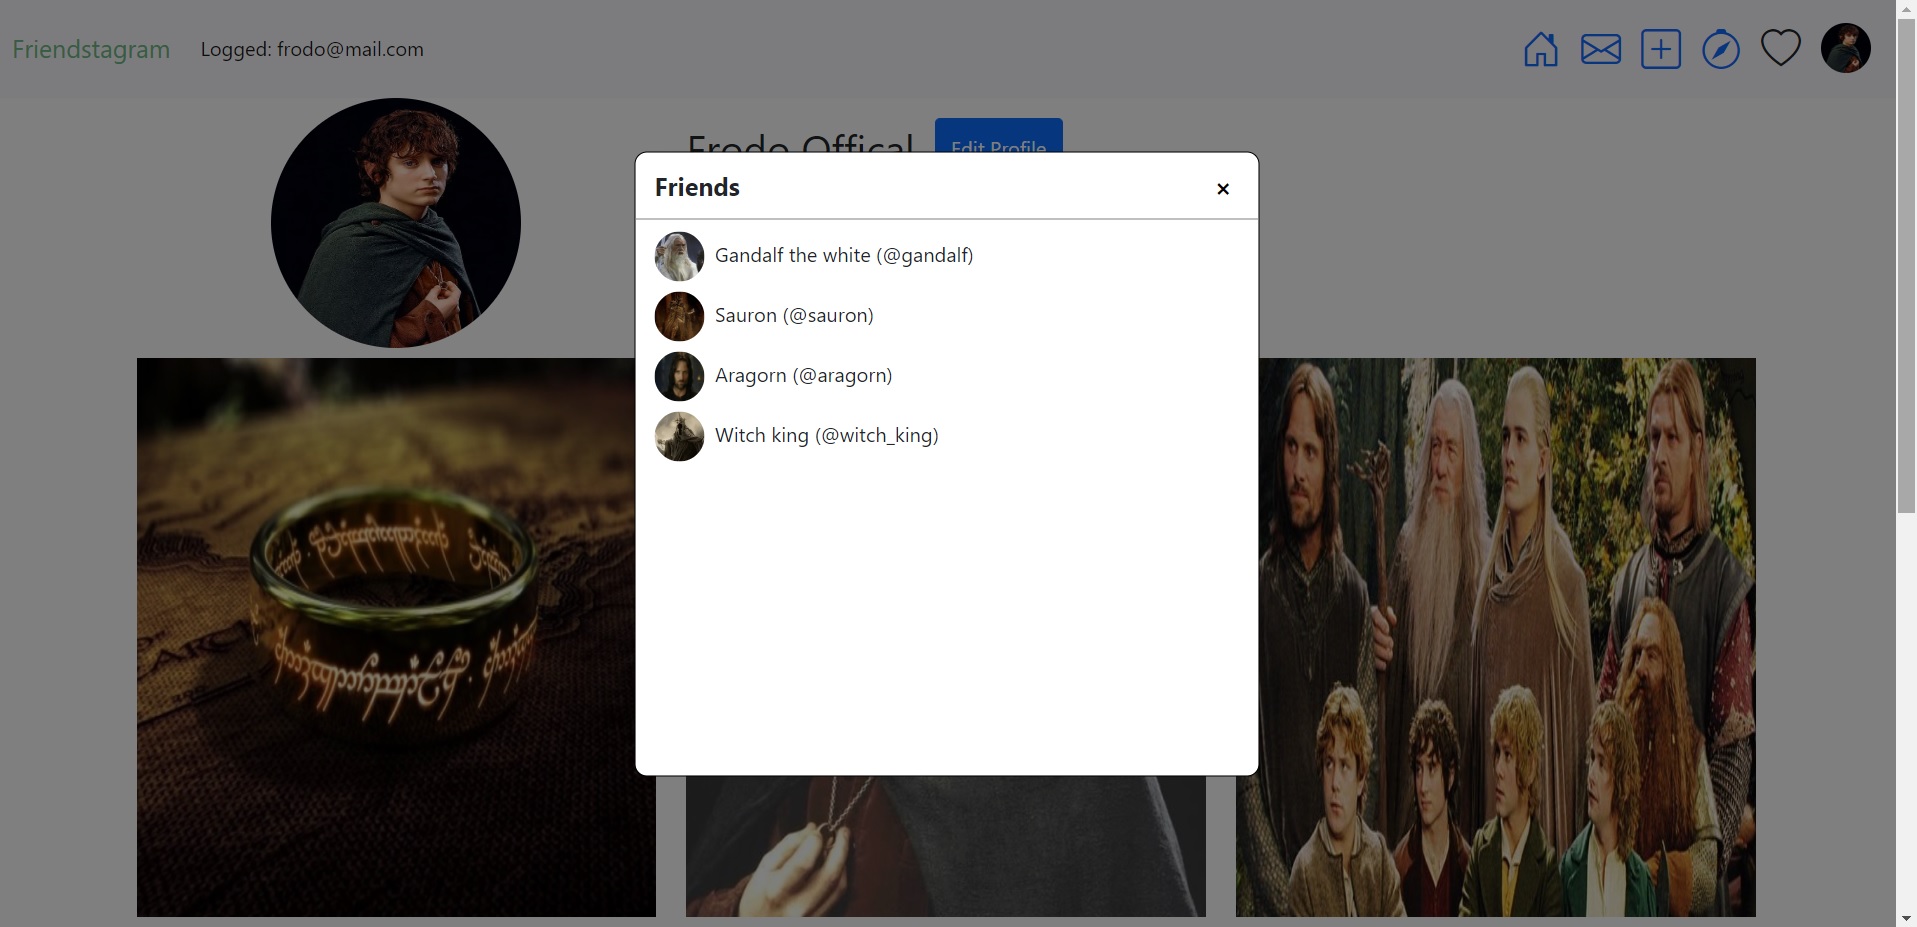 Friendstagram Logged: frodo@mail.com
Frodo Offical Edit Profile
Friends ×
Gandalf the white (@gandalf)
Sauron (@sauron)
Aragorn (@aragorn)
Witch king (@witch_king)